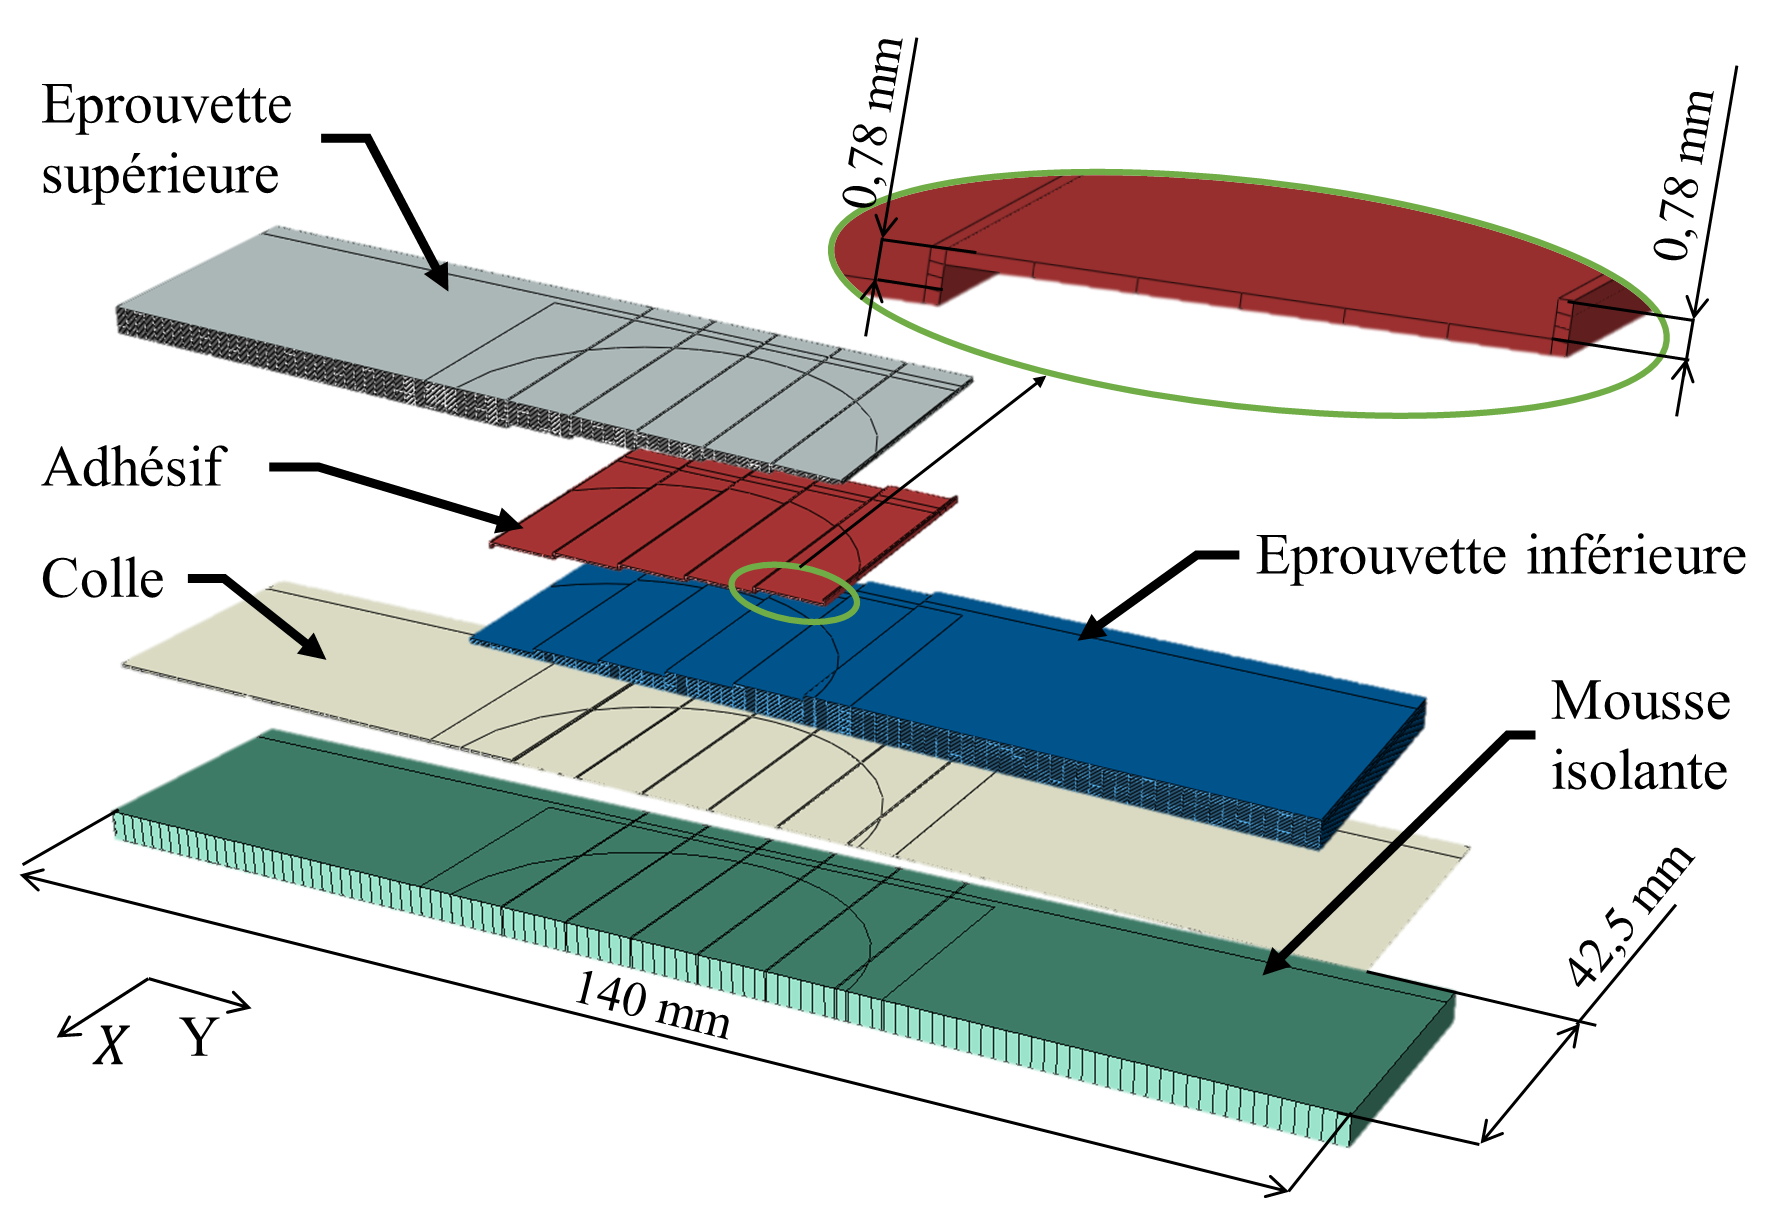 Eprouvette
supérieure
0,78 mm
0,78 mm
Adhésif
Colle
Eprouvette inférieure
Mousse
isolante
42,5 mm
140 mm
X
Y